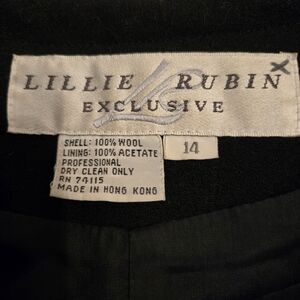 LILLIE RUBIN
EXCLUSIVE
SHELL: 100% WOOL
LINING: 100% ACETATE
PROFESSIONAL
DRY CLEAN ONLY
RN 74115
MADE IN HONG KONG
14